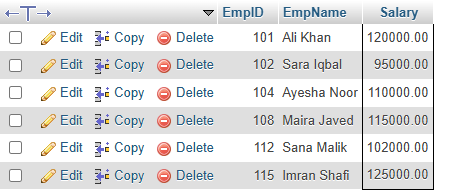 EmpID EmpName Salary
Edit Copy Delete 101 Ali Khan 120000.00
Edit Copy Delete 102 Sara Iqbal 95000.00
Edit Copy Delete 104 Ayesha Noor 110000.00
Edit Copy Delete 108 Maira Javed 115000.00
Edit Copy Delete 112 Sana Malik 102000.00
Edit Copy Delete 115 Imran Shafi 125000.00